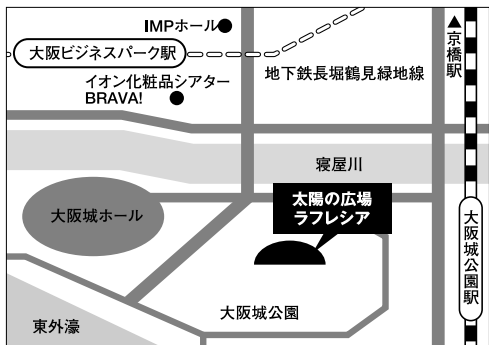 IMPホール
大阪ビジネスパーク駅
イオン化粧品シアター
BRAVA!
地下鉄長堀鶴見緑地線
▲京橋駅
寝屋川
太陽の広場
ラフレシア
大阪城ホール
大阪城公園駅
大阪城公園
東外濠